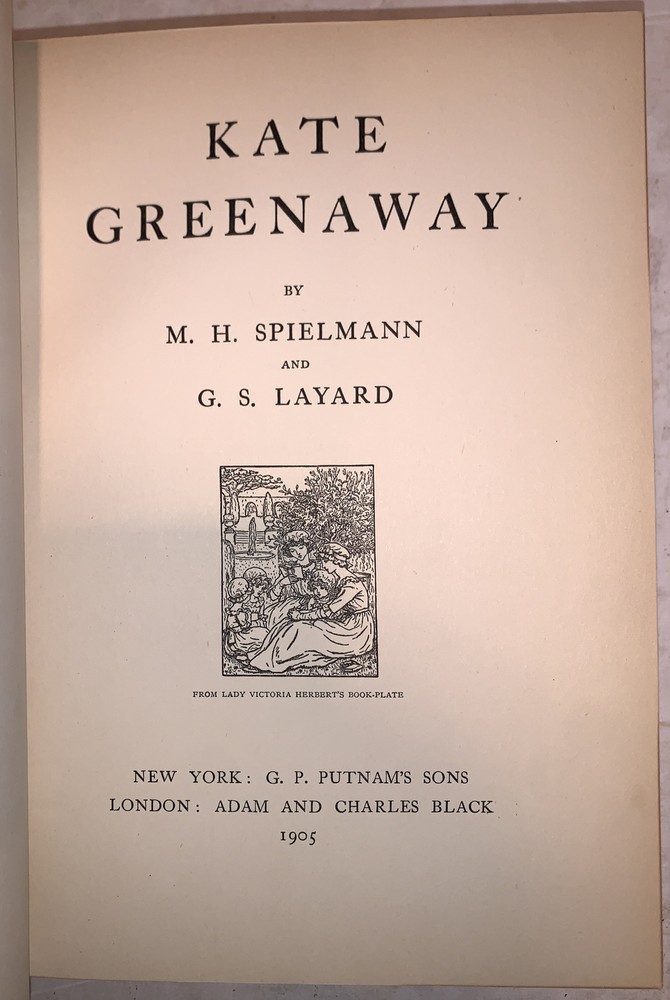 KATE
GREENAWAY
BY
M. H. SPIELMANN
AND
G. S. LAYARD
FROM LADY VICTORIA HERBERT'S BOOK-PLATE
NEW YORK: G. P. PUTNAM'S SONS
LONDON: ADAM AND CHARLES BLACK
1905